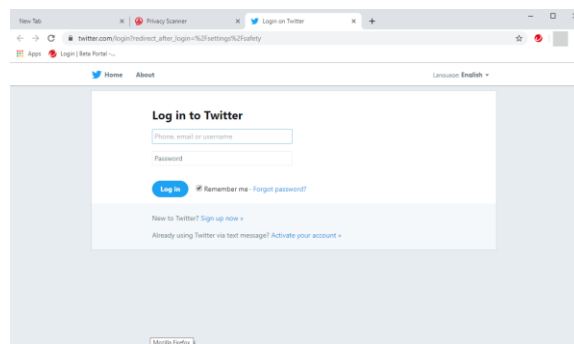 New Tab
Privacy Scanner
Login on Twitter
twitter.com/login?redirect_after_login=%2Fsettings%2Fsafety
Apps
Login | Beta Portal -...
Home
About
Language: English
Log in to Twitter
Phone, email or username
Password
Log in
Remember me · Forgot password?
New to Twitter? Sign up now »
Already using Twitter via text message? Activate your account »
Mozilla Firefox